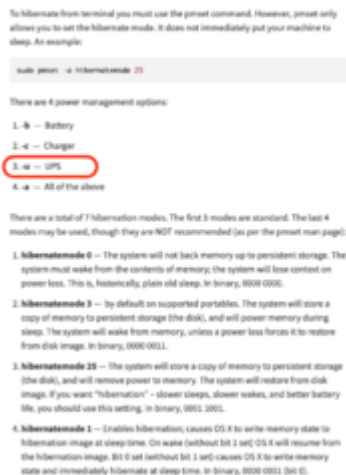 To hibernate from terminal you must use the pmset command. However, pmset only
allows you to set the hibernate mode. It does not immediately put your machine to
sleep. An example:
sudo pmset -a hibernatemode 25
There are 4 power management options:
1. -b — Battery
2. -c — Charger
3. -u — UPS
4. -a — All of the above
There are a total of 7 hibernation modes. The first 3 modes are standard. The last 4
modes may be used, though they are NOT recommended (as per the pmset man page):
1. hibernatemode 0 — The system will not back memory up to persistent storage. The
system must wake from the contents of memory; the system will lose context on
power loss. This is, historically, plain old sleep. In binary, 0000 0000.
2. hibernatemode 3 — by default on supported portables. The system will store a
copy of memory to persistent storage (the disk), and will power memory during
sleep. The system will wake from memory, unless a power loss forces it to restore
from disk image. In binary, 0000 0011.
3. hibernatemode 25 — The system will store a copy of memory to persistent storage
(the disk), and will remove power to memory. The system will restore from disk
image. If you want "hibernation" - slower sleeps, slower wakes, and better battery
life, you should use this setting. In binary, 0001 1001.
4. hibernatemode 1 — Enables hibernation; causes OS X to write memory state to
hibernation image at sleep time. On wake (without bit 1 set) OS X will resume from
the hibernation image. Bit 0 set (without bit 1 set) causes OS X to write memory
state and immediately hibernate at sleep time. In binary, 0000 0001 (bit 0).